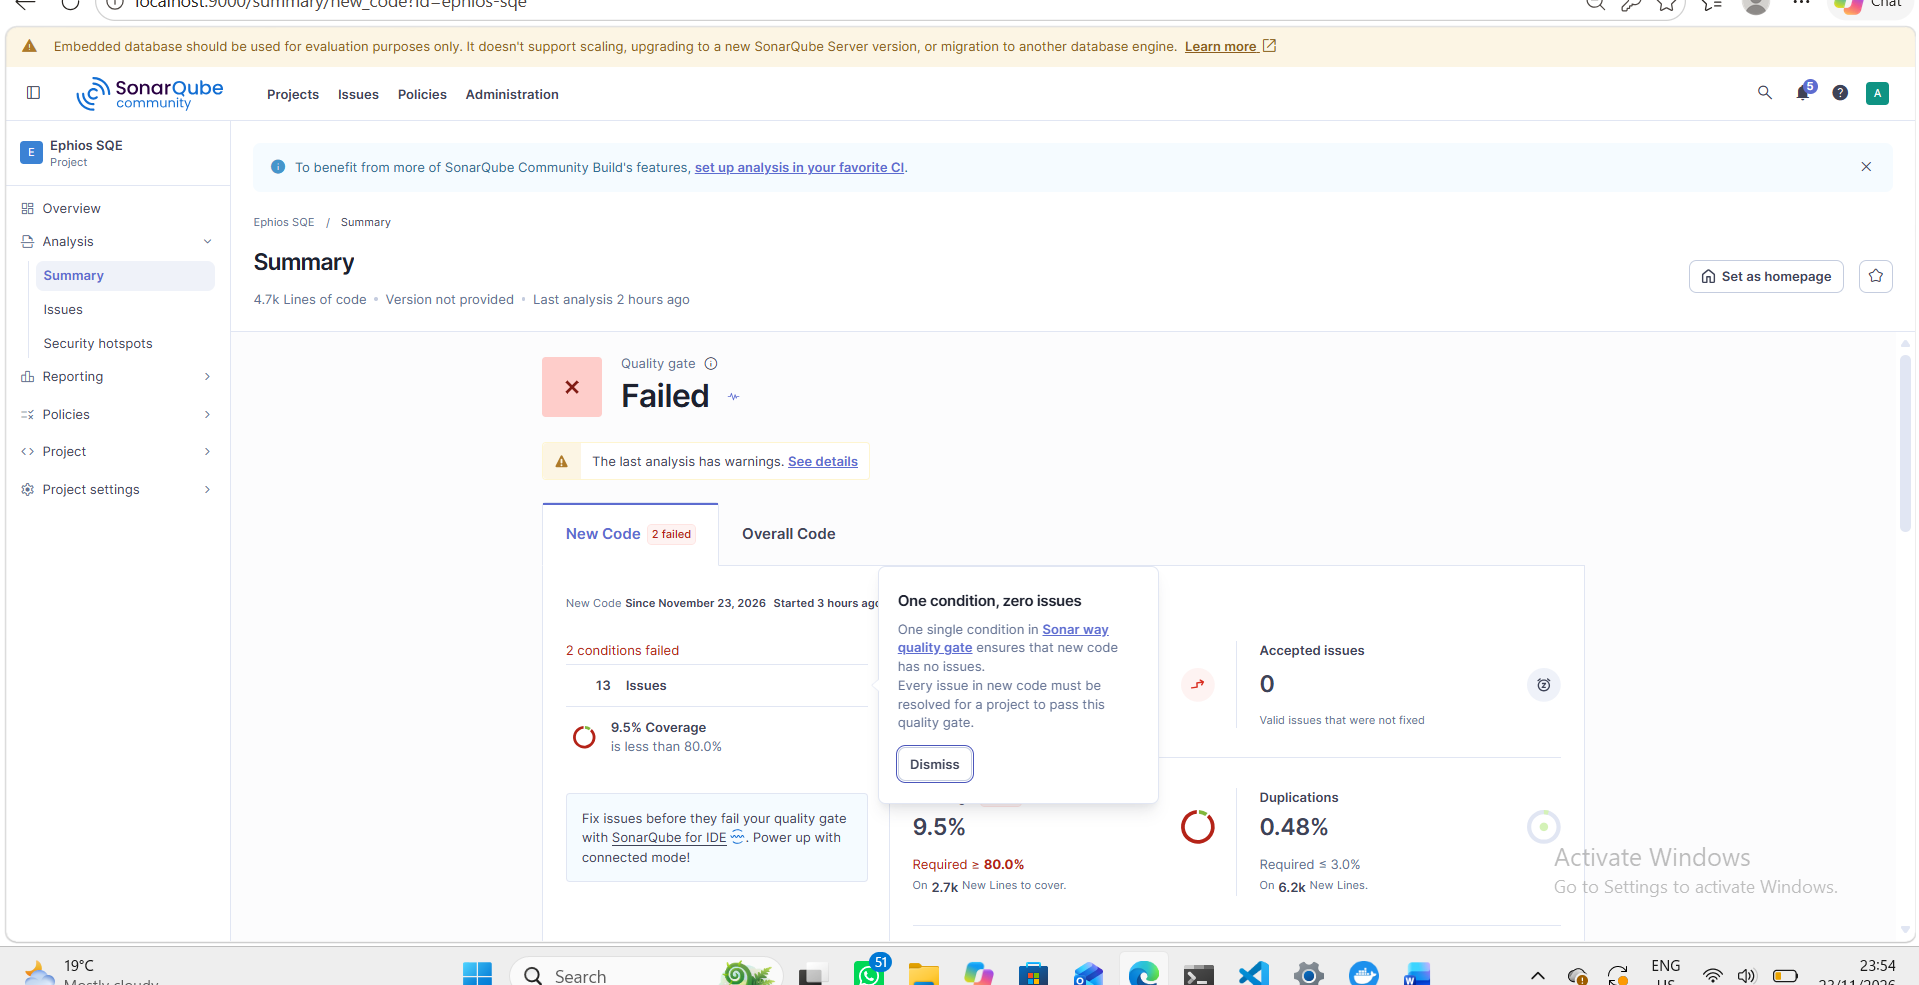 localhost:9000/summary/new_code?id=ephios-sqe
Chat
Embedded database should be used for evaluation purposes only. It doesn't support scaling, upgrading to a new SonarQube Server version, or migration to another database engine. Learn more
SonarQube
community
Projects
Issues
Policies
Administration
5
A
E
Ephios SQE
Project
Overview
Analysis
Summary
Issues
Security hotspots
Reporting
Policies
Project
Project settings
To benefit from more of SonarQube Community Build's features, set up analysis in your favorite CI.
Ephios SQE / Summary
Summary
4.7k Lines of code • Version not provided • Last analysis 2 hours ago
Set as homepage
Quality gate
Failed
The last analysis has warnings. See details
New Code 2 failed
Overall Code
New Code Since November 23, 2026 Started 3 hours ago
2 conditions failed
13 Issues
9.5% Coverage
is less than 80.0%
Fix issues before they fail your quality gate
with SonarQube for IDE. Power up with
connected mode!
One condition, zero issues
One single condition in Sonar way
quality gate ensures that new code
has no issues.
Every issue in new code must be
resolved for a project to pass this
quality gate.
Dismiss
Accepted issues
0
Valid issues that were not fixed
9.5%
Required ≥ 80.0%
On 2.7k New Lines to cover.
Duplications
0.48%
Required ≤ 3.0%
On 6.2k New Lines.
Activate Windows
Go to Settings to activate Windows.
19°C
Mostly cloudy
Search
51
ENG
US
23:54
23/11/2026